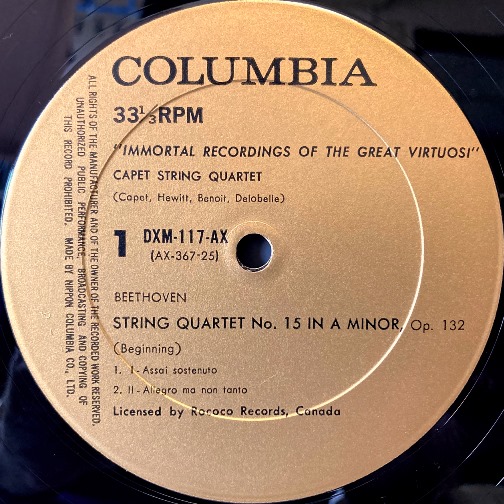 COLUMBIA
33⅓RPM
"IMMORTAL RECORDINGS OF THE GREAT VIRTUOSI"
CAPET STRING QUARTET
(Capet, Hewitt, Benoit, Delobelle)
1 DXM-117-AX
(AX-367-25)
BEETHOVEN
STRING QUARTET No. 15 IN A MINOR, Op. 132
(Beginning)
1. I-Assai sostenuto
2. II-Allegro ma non tanto
Licensed by Rococo Records, Canada
ALL RIGHTS OF THE MANUFACTURER AND OF THE OWNER OF THE RECORDED WORK RESERVED.
UNAUTHORIZED PUBLIC PERFORMANCE, BROADCASTING AND COPYING OF
THIS RECORD PROHIBITED. MADE BY NIPPON COLUMBIA CO., LTD.